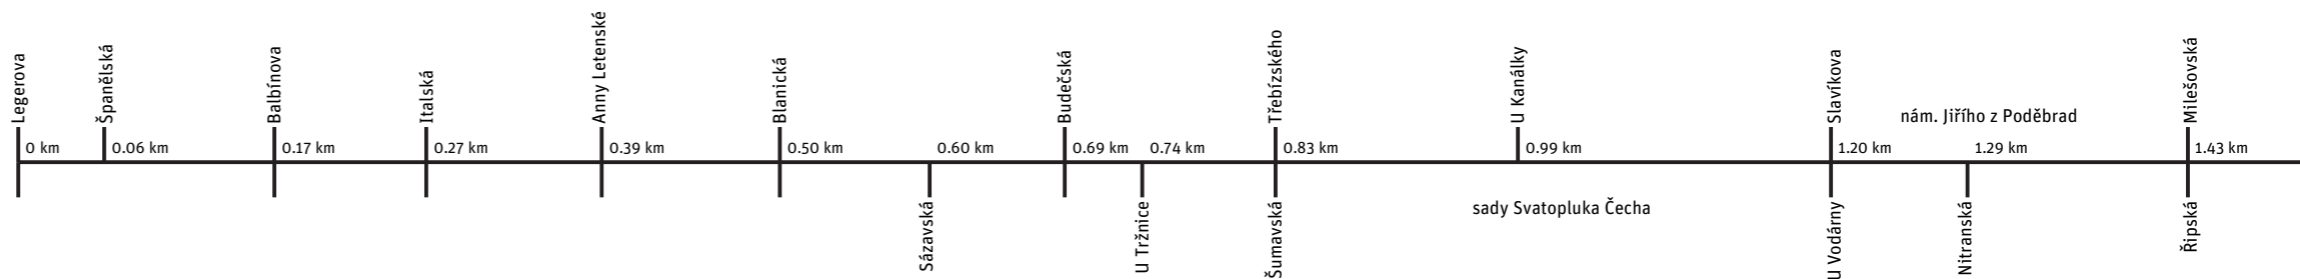 Legerova
Španělská
Balbínova
Italská
Anny Letenské
Blanická
Budečská
Třebízského
U Kanálky
Slavíkova
nám. Jiřího z Poděbrad
Milešovská
0 km
0.06 km
0.17 km
0.27 km
0.39 km
0.50 km
0.60 km
0.69 km
0.74 km
0.83 km
0.99 km
1.20 km
1.29 km
1.43 km
Sázavská
U Tržnice
Šumavská
sady Svatopluka Čecha
U Vodárny
Nitranská
Řipská